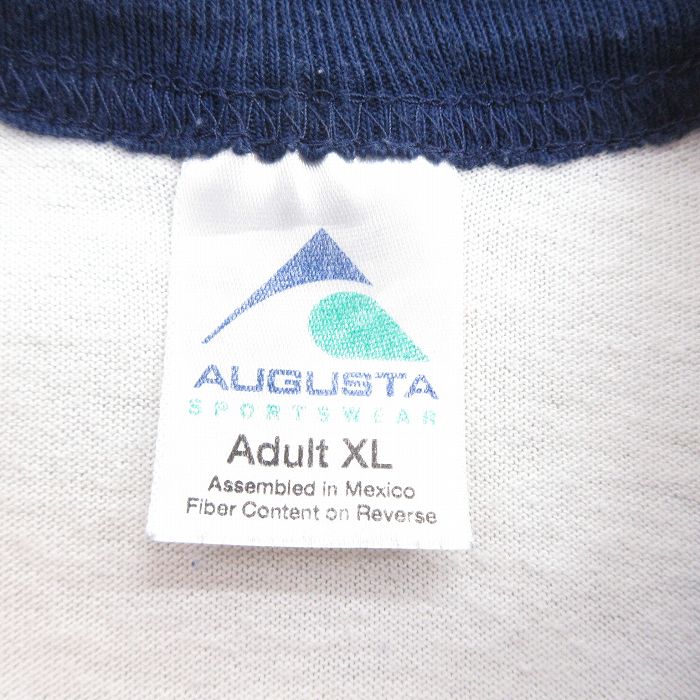 AUGUSTA
SPORTSWEAR
Adult XL
Assembled in Mexico
Fiber Content on Reverse